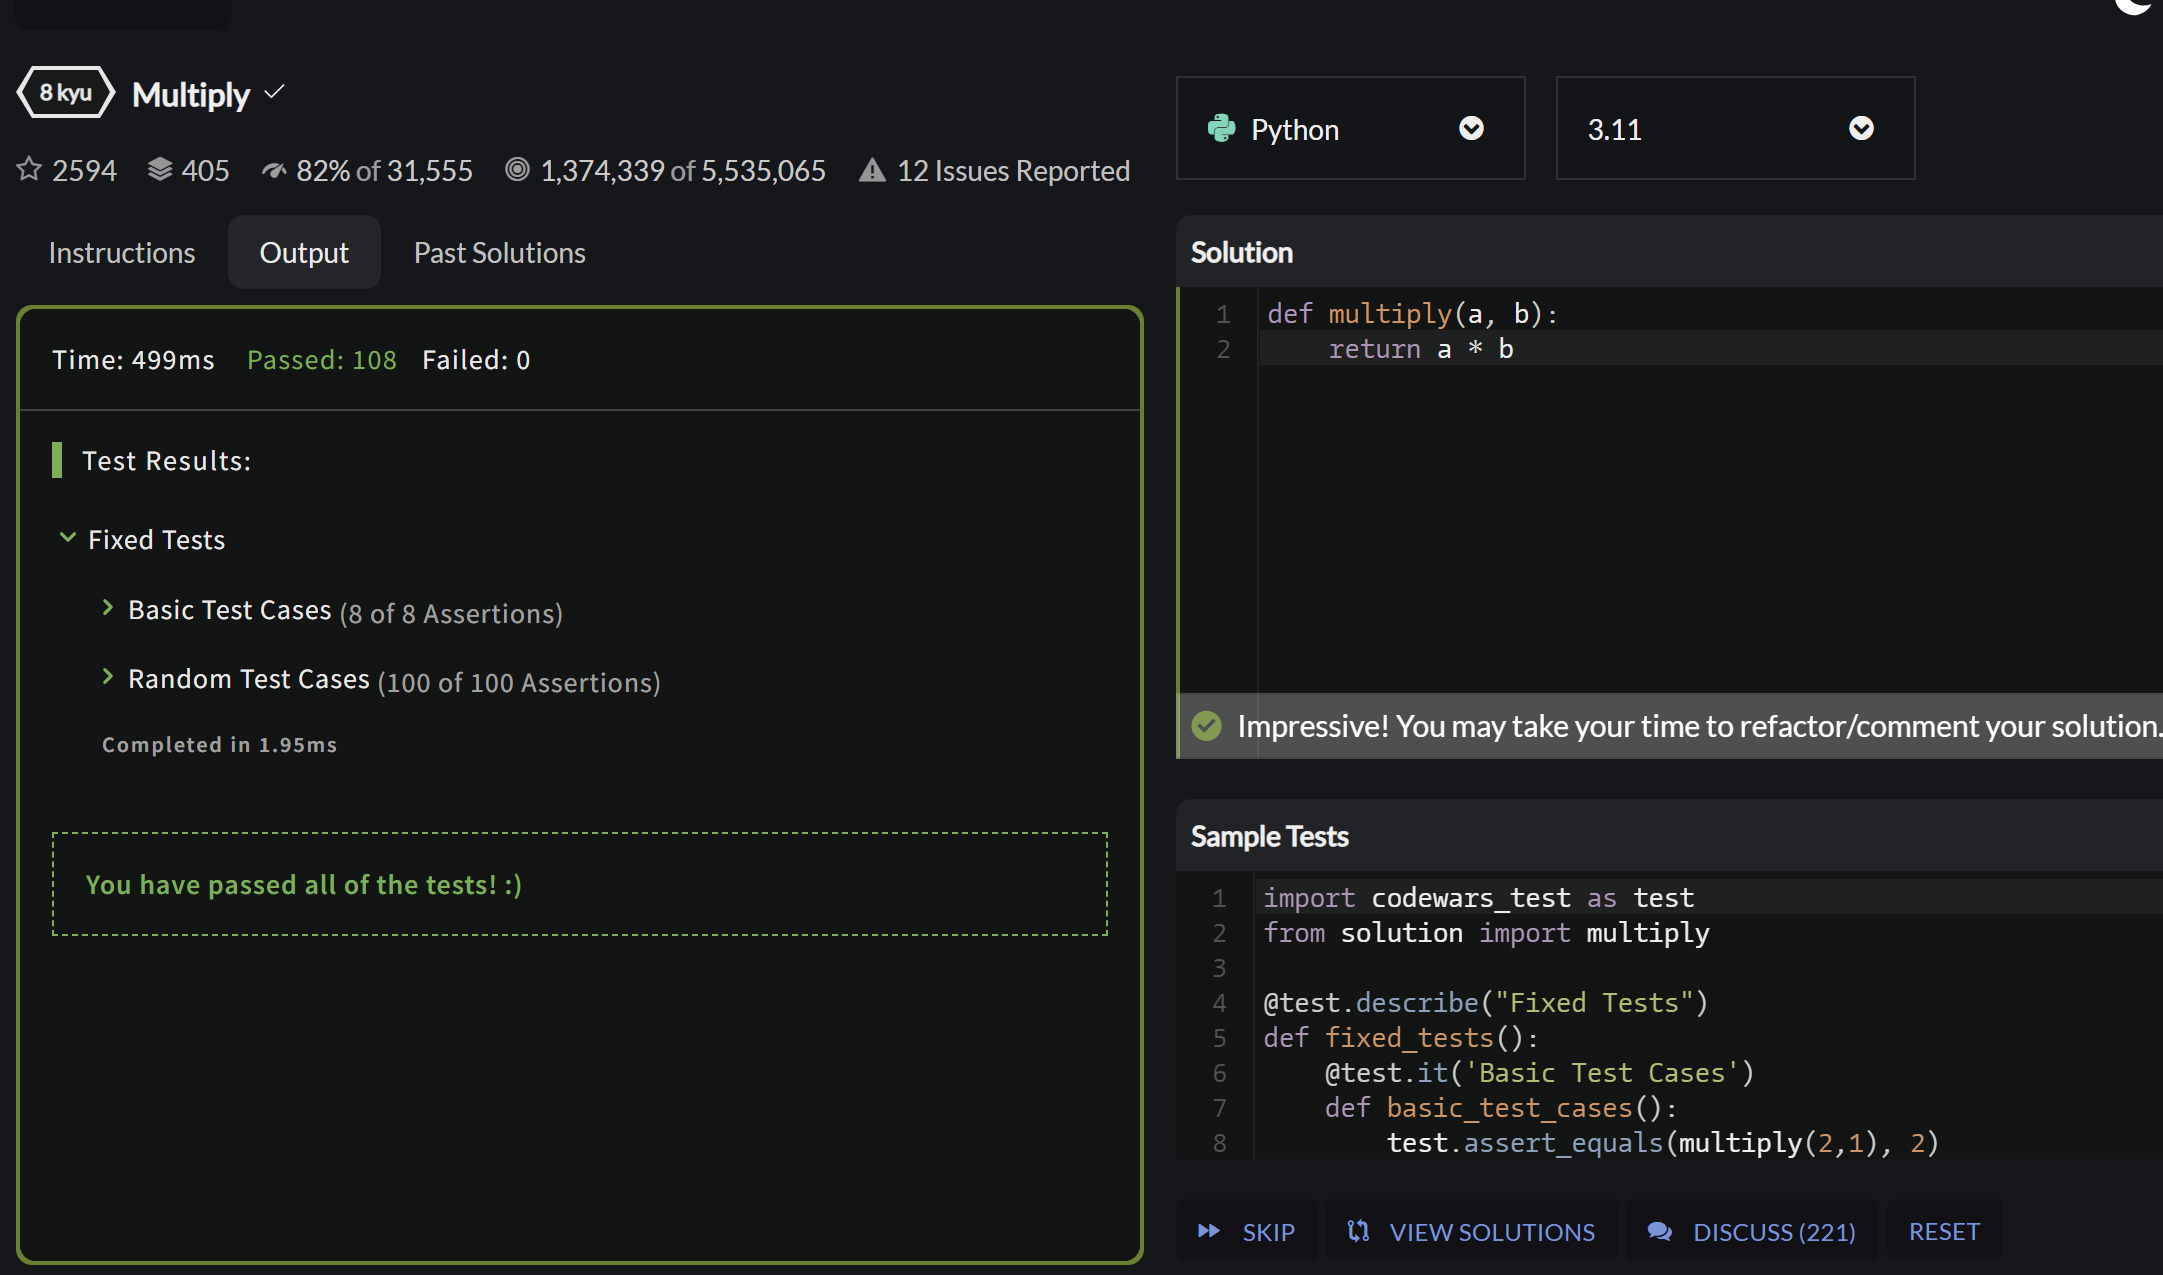 8 kyu Multiply
2594 405 82% of 31,555 1,374,339 of 5,535,065 12 Issues Reported
Instructions Output Past Solutions
Time: 499ms Passed: 108 Failed: 0
Test Results:
Fixed Tests
Basic Test Cases (8 of 8 Assertions)
Random Test Cases (100 of 100 Assertions)
Completed in 1.95ms
You have passed all of the tests! :)
Python 3.11
Solution
1 def multiply(a, b):
2     return a * b
Impressive! You may take your time to refactor/comment your solution.
Sample Tests
1 import codewars_test as test
2 from solution import multiply
3
4 @test.describe("Fixed Tests")
5 def fixed_tests():
6     @test.it('Basic Test Cases')
7     def basic_test_cases():
8         test.assert_equals(multiply(2,1), 2)
SKIP VIEW SOLUTIONS DISCUSS (221) RESET